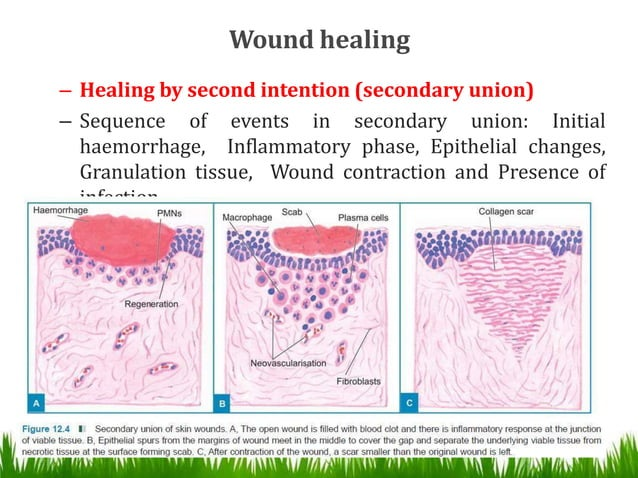 Wound healing
– Healing by second intention (secondary union)
– Sequence of events in secondary union: Initial
haemorrhage, Inflammatory phase, Epithelial changes,
Granulation tissue, Wound contraction and Presence of
Haemorrhage
PMNs
Regeneration
A
Macrophage
Scab
Plasma cells
Neovascularisation
Fibroblasts
B
Collagen scar
C
Figure 12.4 Secondary union of skin wounds. A, The open wound is filled with blood clot and there is inflammatory response at the junction
of viable tissue. B, Epithelial spurs from the margins of wound meet in the middle to cover the gap and separate the underlying viable tissue from
necrotic tissue at the surface forming scab. C, After contraction of the wound, a scar smaller than the original wound is left.